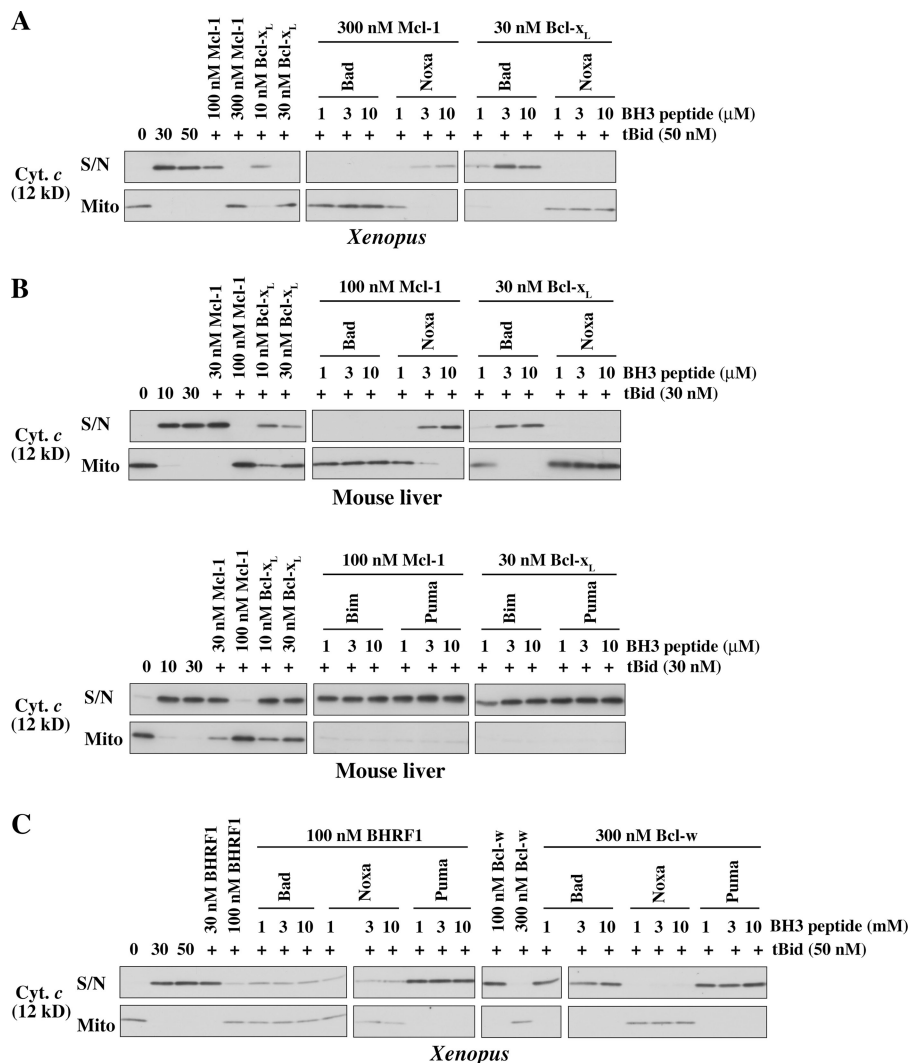 A
100 nM Mcl-1
300 nM Mcl-1
10 nM Bcl-xL
30 nM Bcl-xL
300 nM Mcl-1 30 nM Bcl-xL
Bad Noxa Bad Noxa
1 3 10 1 3 10 1 3 10 1 3 10 BH3 peptide (μM)
0 30 50 + + + + + + + + + + + + + + + + tBid (50 nM)
Cyt. c
(12 kD)
S/N
Mito
Xenopus
B
30 nM Mcl-1
100 nM Mcl-1
10 nM Bcl-xL
30 nM Bcl-xL
100 nM Mcl-1 30 nM Bcl-xL
Bad Noxa Bad Noxa
1 3 10 1 3 10 1 3 10 1 3 10 BH3 peptide (μM)
0 10 30 + + + + + + + + + + + + + + + + tBid (30 nM)
Cyt. c
(12 kD)
S/N
Mito
Mouse liver
30 nM Mcl-1
100 nM Mcl-1
10 nM Bcl-xL
30 nM Bcl-xL
100 nM Mcl-1 30 nM Bcl-xL
Bim Puma Bim Puma
1 3 10 1 3 10 1 3 10 1 3 10 BH3 peptide (μM)
0 10 30 + + + + + + + + + + + + + + + + tBid (30 nM)
Cyt. c
(12 kD)
S/N
Mito
Mouse liver
C
30 nM BHRF1
100 nM BHRF1
100 nM BHRF1
Bad Noxa Puma
100 nM Bcl-w
300 nM Bcl-w
300 nM Bcl-w
Bad Noxa Puma
1 3 10 1 3 10 1 3 10 1 3 10 1 3 10 1 3 10 BH3 peptide (mM)
0 30 50 + + + + + + + + + + + + + + + + + + + + + + tBid (50 nM)
Cyt. c
(12 kD)
S/N
Mito
Xenopus